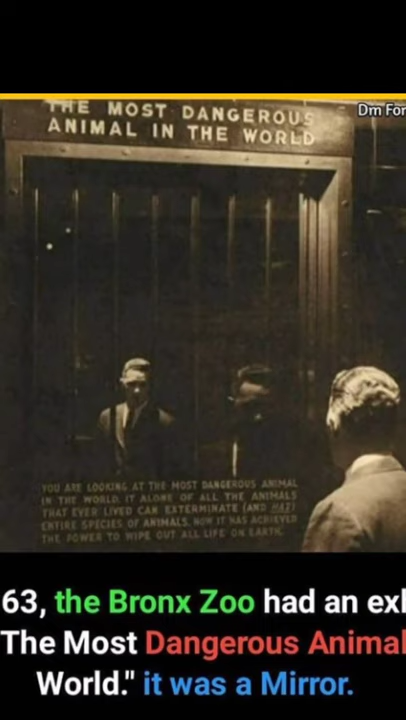 Dm For
THE MOST DANGEROUS
ANIMAL IN THE WORLD
YOU ARE LOOKING AT THE MOST DANGEROUS ANIMAL
IN THE WORLD. IT ALONE OF ALL THE ANIMALS
THAT EVER LIVED CAN EXTERMINATE (AND HAS)
ENTIRE SPECIES OF ANIMALS. NOW IT HAS ACHIEVED
THE POWER TO WIPE OUT ALL LIFE ON EARTH.
63, the Bronx Zoo had an exl
The Most Dangerous Animal
World." it was a Mirror.